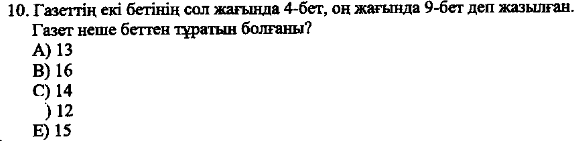 10. Газеттің екі бетінің сол жағында 4-бет, оң жағында 9-бет деп жазылған.
Газет неше беттен тұратын болғаны?
A) 13
B) 16
C) 14
) 12
E) 15